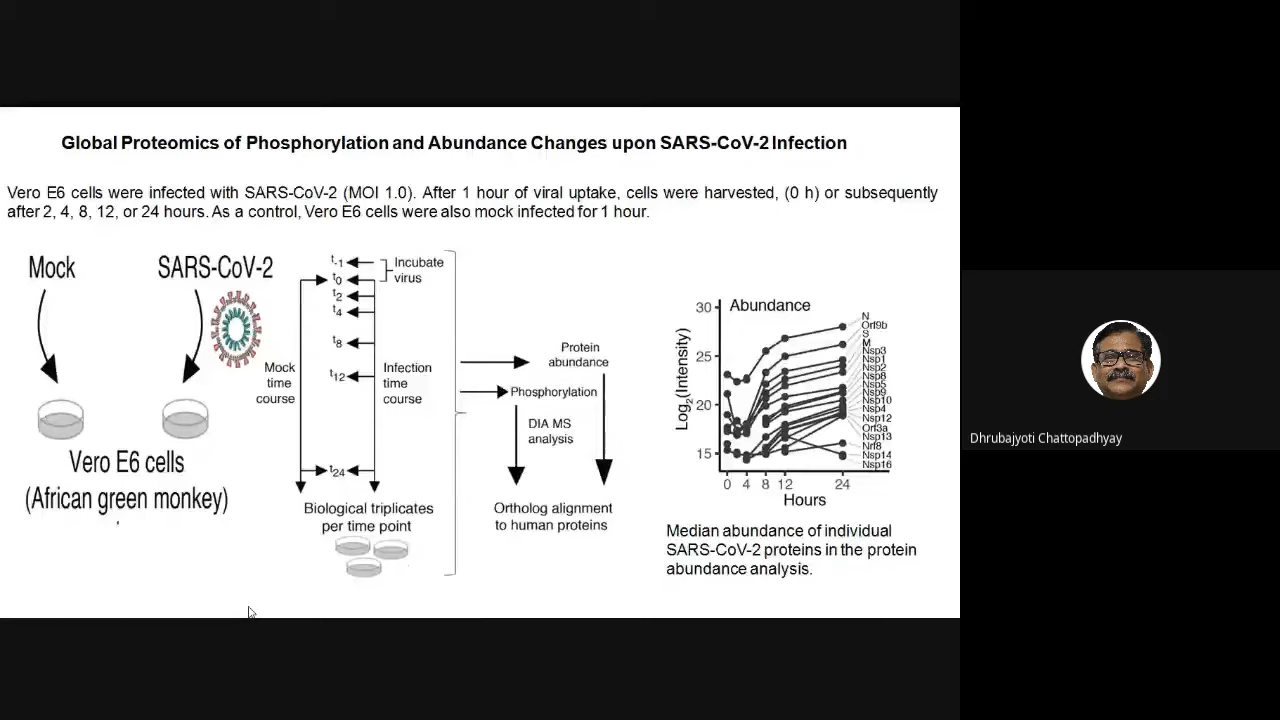 Global Proteomics of Phosphorylation and Abundance Changes upon SARS-CoV-2 Infection
Vero E6 cells were infected with SARS-CoV-2 (MOI 1.0). After 1 hour of viral uptake, cells were harvested, (0 h) or subsequently
after 2, 4, 8, 12, or 24 hours. As a control, Vero E6 cells were also mock infected for 1 hour.
Mock
SARS-CoV-2
Vero E6 cells
(African green monkey)
t-1
t0
t2
t4
t8
t12
t24
Incubate
virus
Mock
time
course
Infection
time
course
Biological triplicates
per time point
Protein
abundance
Phosphorylation
DIA MS
analysis
Ortholog alignment
to human proteins
Abundance
Log2(Intensity)
30
25
20
15
0 4 8 12 24
Hours
N
Orf9b
S
M
Nsp3
Nsp1
Nsp2
Nsp8
Nsp5
Nsp9
Nsp10
Nsp4
Nsp12
Orf3a
Nsp13
Nrf8
Nsp14
Nsp16
Median abundance of individual
SARS-CoV-2 proteins in the protein
abundance analysis.
Dhrubajyoti Chattopadhyay